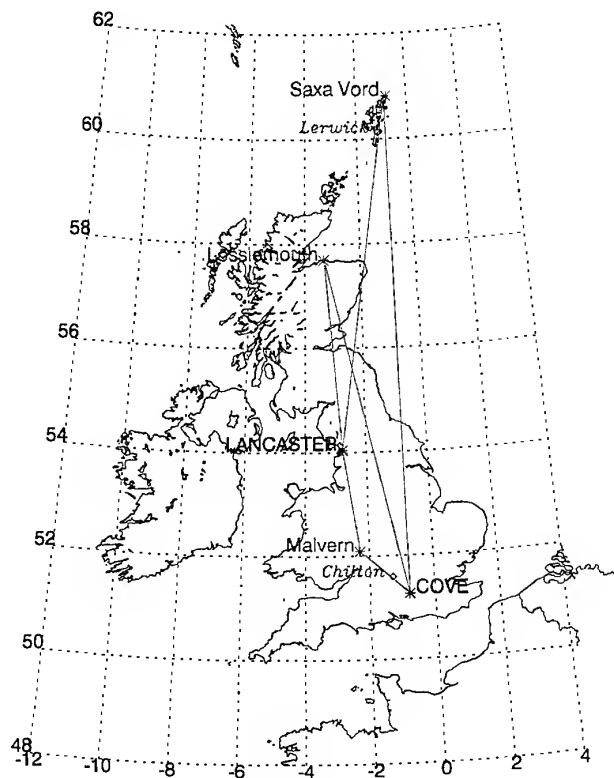 62
Saxa Vord
Lerwick
60
58
Lossiemouth
56
54
LANCASTER
52
Malvern
Chilton
COVE
50
48
-12 -10 -8 -6 -4 -2 0 2 4